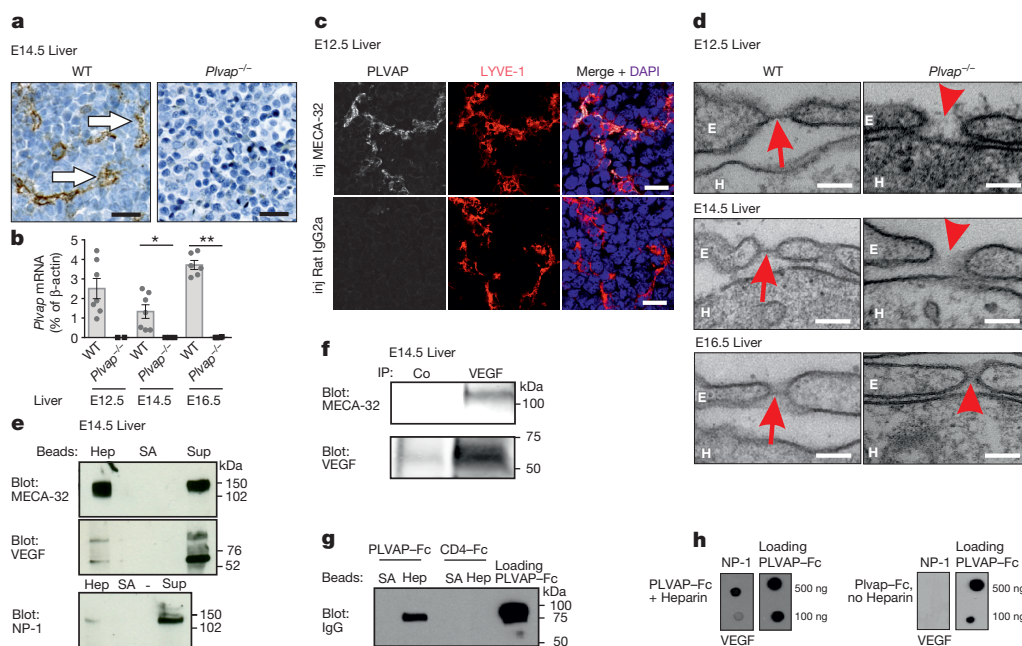 a
E14.5 Liver
WT
Plvap–/–
b
Plvap mRNA
(% of β-actin)
5
4
3
2
1
0
*
**
WT
Plvap–/–
WT
Plvap–/–
WT
Plvap–/–
Liver
E12.5
E14.5
E16.5
c
E12.5 Liver
PLVAP
LYVE-1
Merge + DAPI
inj MECA-32
inj Rat IgG2a
d
E12.5 Liver
WT
Plvap–/–
E
H
E
H
E14.5 Liver
E
H
E
H
E16.5 Liver
E
H
E
H
e
E14.5 Liver
Beads:
Hep
SA
Sup
kDa
Blot:
MECA-32
150
102
Blot:
VEGF
76
52
Hep
SA
-
Sup
Blot:
NP-1
150
102
f
E14.5 Liver
IP:
Co
VEGF
kDa
Blot:
MECA-32
100
Blot:
VEGF
75
50
g
PLVAP–Fc
CD4–Fc
Loading
PLVAP–Fc
Beads:
SA
Hep
SA
Hep
kDa
Blot:
IgG
100
75
50
h
PLVAP–Fc
+ Heparin
NP-1
Loading
PLVAP–Fc
500 ng
100 ng
VEGF
Plvap–Fc,
no Heparin
NP-1
Loading
PLVAP–Fc
500 ng
100 ng
VEGF